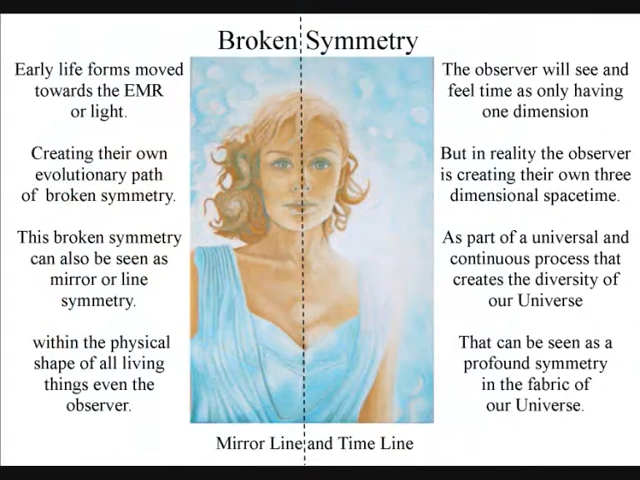 Broken Symmetry
Early life forms moved
towards the EMR
or light.
Creating their own
evolutionary path
of broken symmetry.
This broken symmetry
can also be seen as
mirror or line
symmetry.
within the physical
shape of all living
things even the
observer.
The observer will see and
feel time as only having
one dimension
But in reality the observer
is creating their own three
dimensional spacetime.
As part of a universal and
continuous process that
creates the diversity of
our Universe
That can be seen as a
profound symmetry
in the fabric of
our Universe.
Mirror Line and Time Line